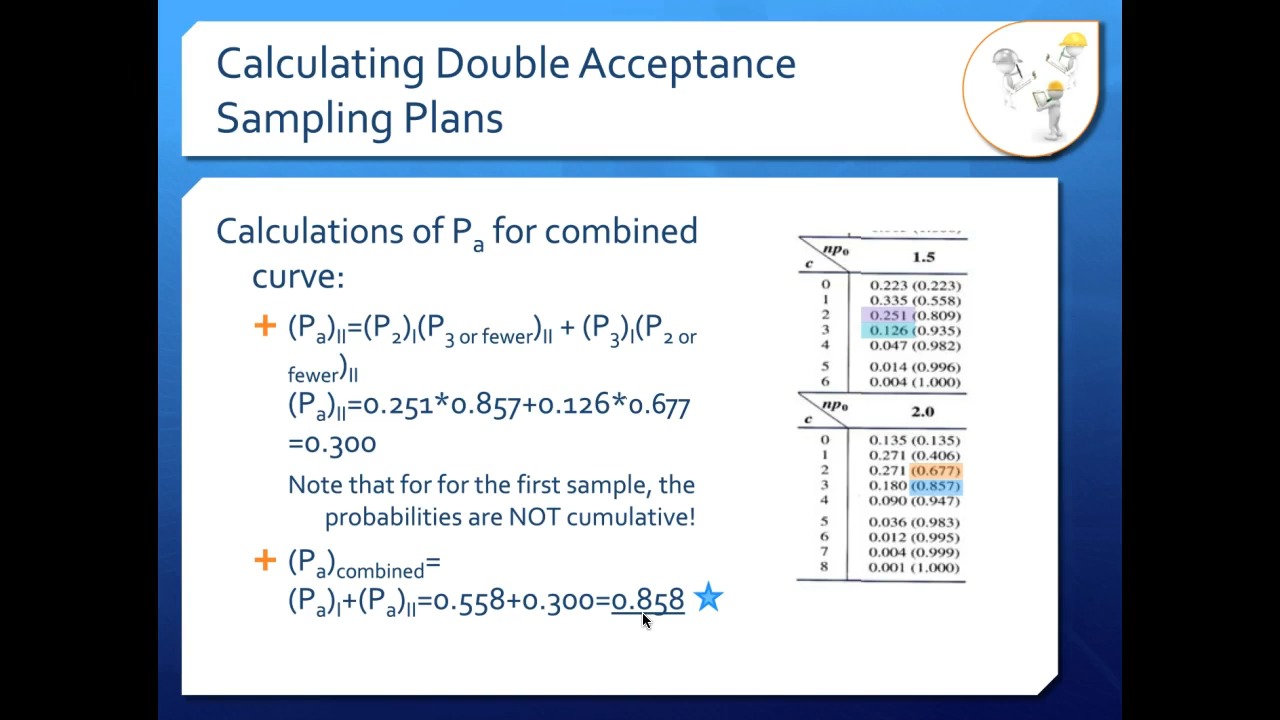 Calculating Double Acceptance
Sampling Plans
Calculations of Pa for combined
curve:
(Pa)II=(P2)I(P3 or fewer)II + (P3)I(P2 or
fewer)II
(Pa)II=0.251*0.857+0.126*0.677
=0.300
Note that for for the first sample, the
probabilities are NOT cumulative!
(Pa)combined=
(Pa)I+(Pa)II=0.558+0.300=0.858
c np0 1.5
0 0.223 (0.223)
1 0.335 (0.558)
2 0.251 (0.809)
3 0.126 (0.935)
4 0.047 (0.982)
5 0.014 (0.996)
6 0.004 (1.000)
c np0 2.0
0 0.135 (0.135)
1 0.271 (0.406)
2 0.271 (0.677)
3 0.180 (0.857)
4 0.090 (0.947)
5 0.036 (0.983)
6 0.012 (0.995)
7 0.004 (0.999)
8 0.001 (1.000)